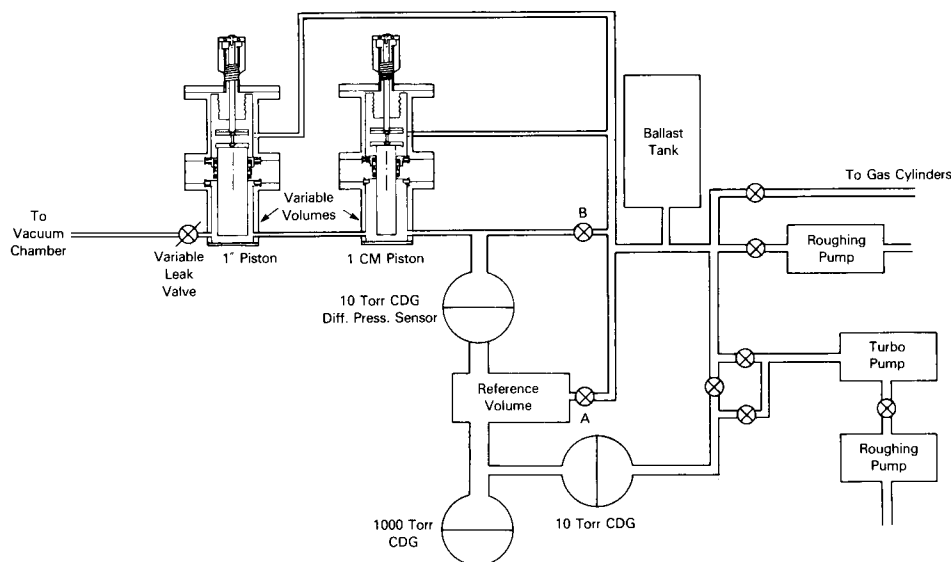 Ballast
Tank
To Gas Cylinders
Variable
Volumes
B
To
Vacuum
Chamber
Variable
Leak
Valve
1″ Piston
1 CM Piston
Roughing
Pump
10 Torr CDG
Diff. Press. Sensor
Turbo
Pump
Reference
Volume
A
Roughing
Pump
1000 Torr
CDG
10 Torr CDG